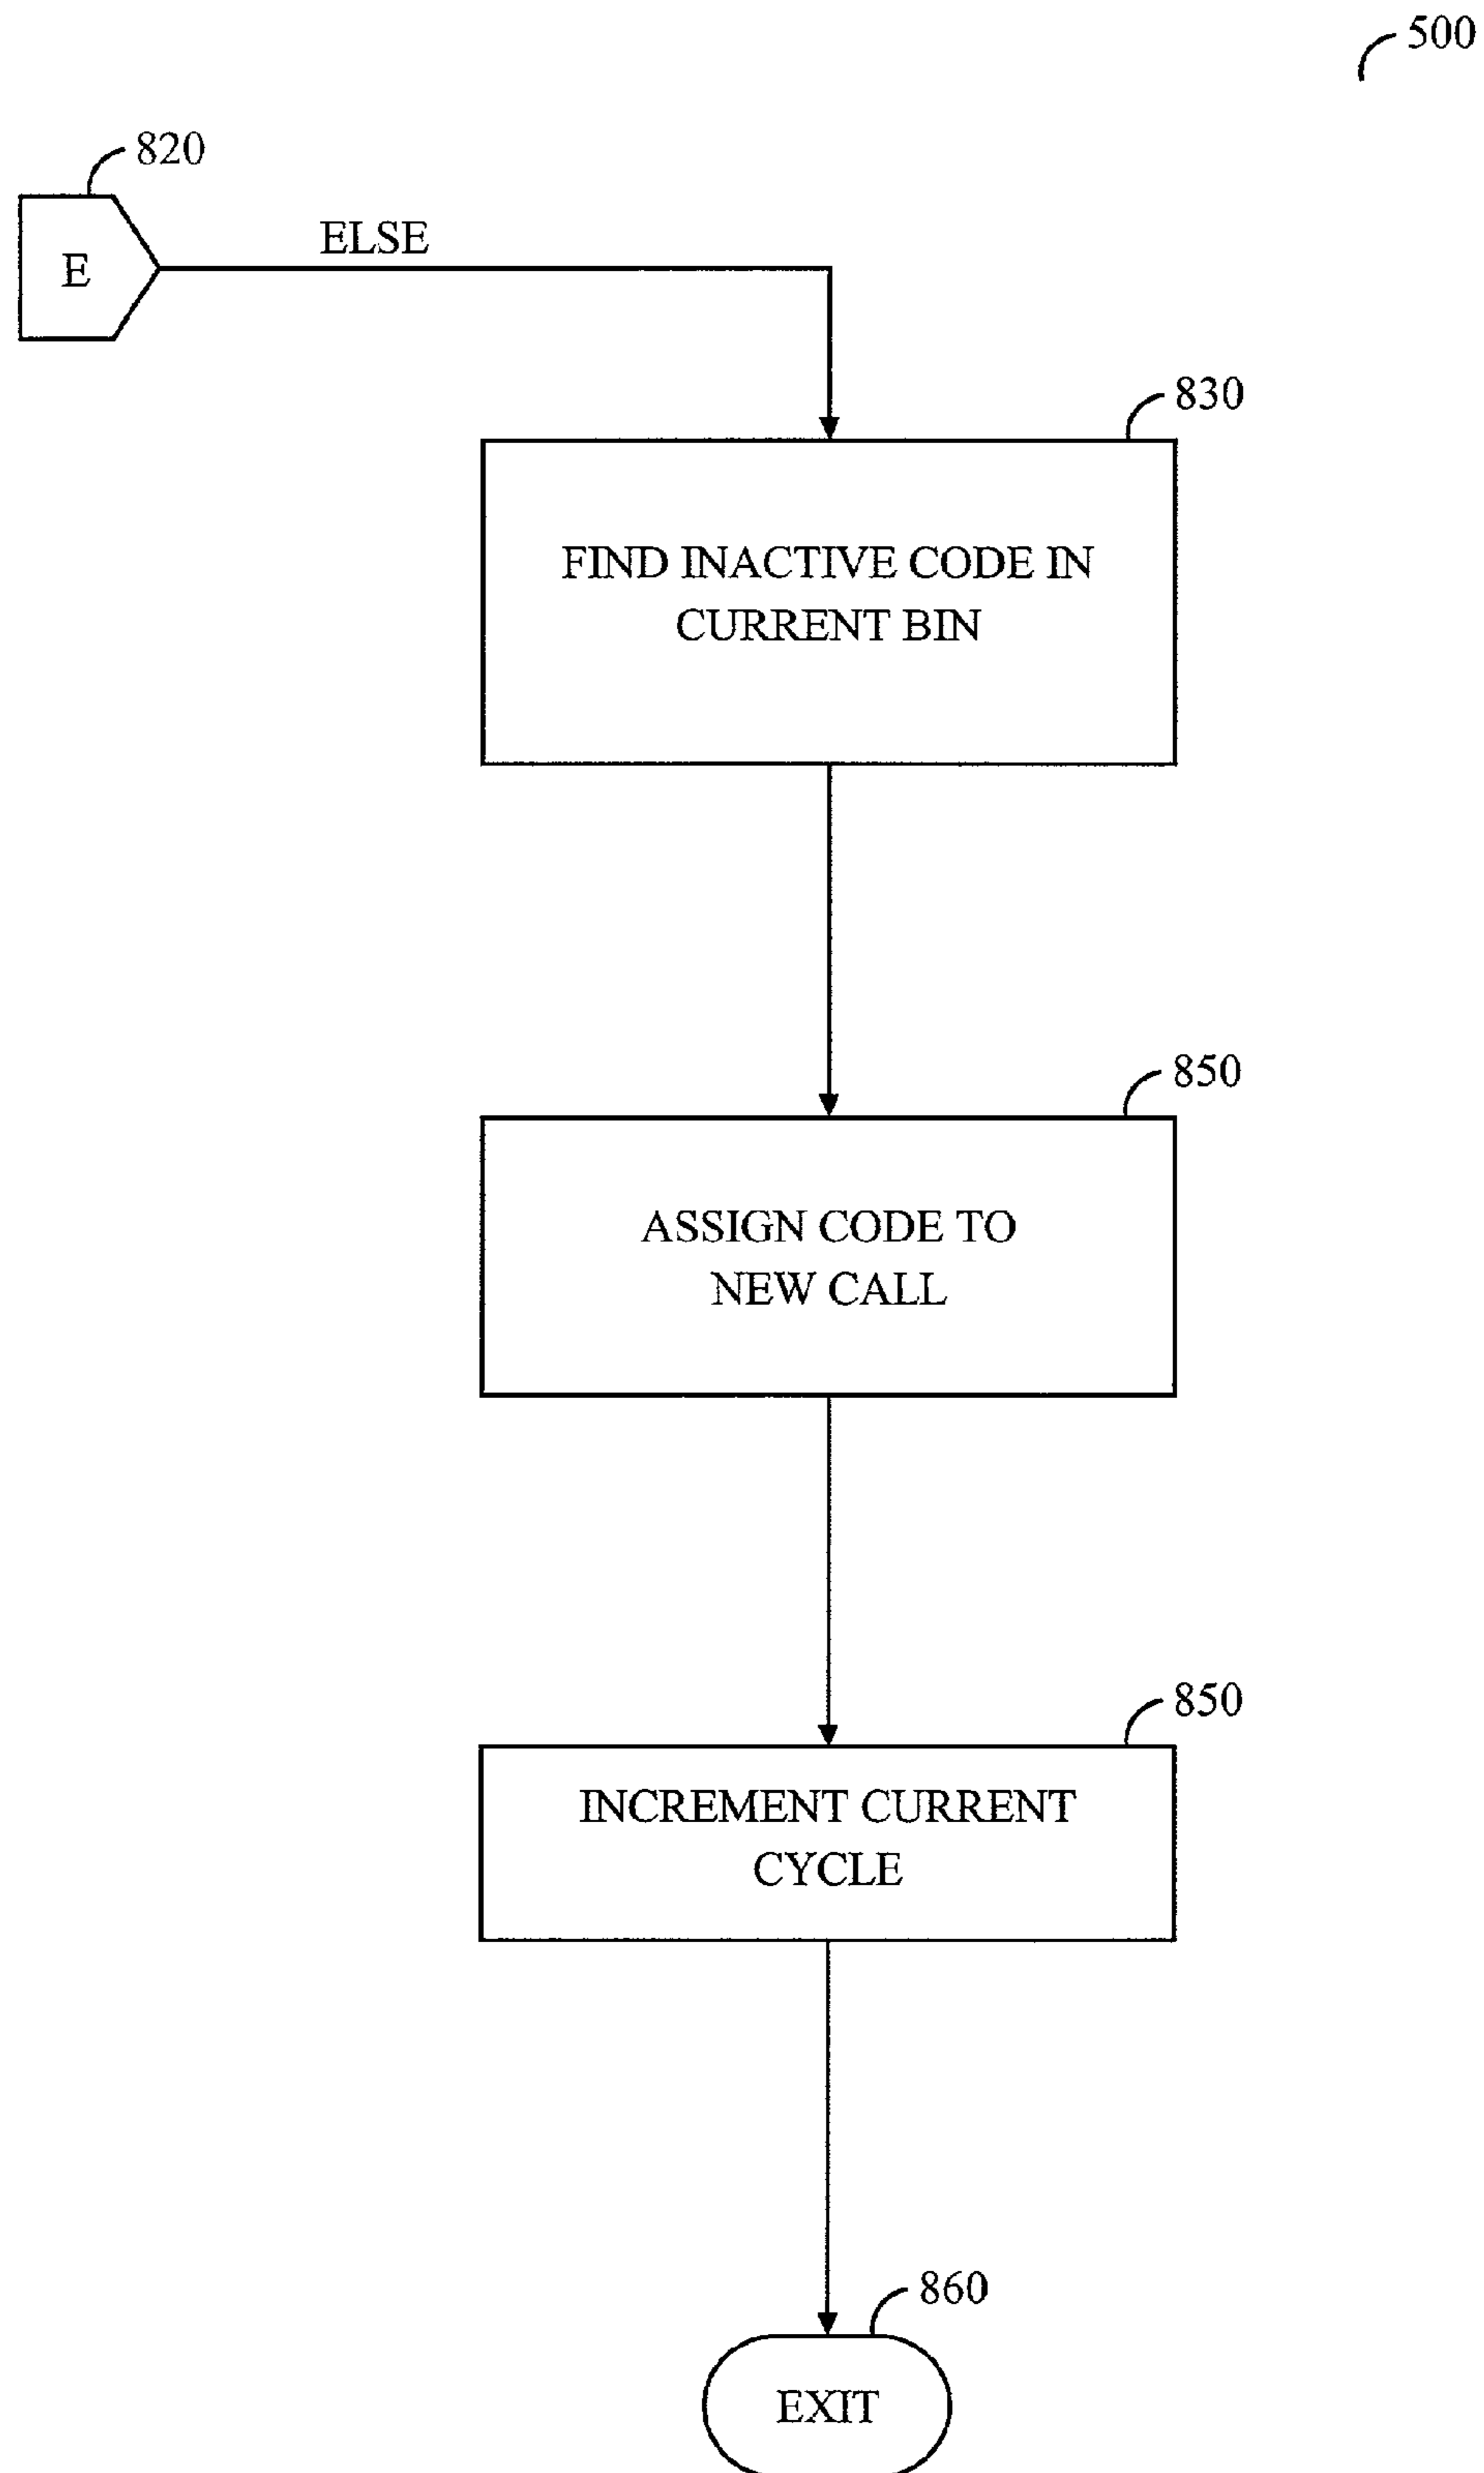 500
820
E
ELSE
830
FIND INACTIVE CODE IN
CURRENT BIN
850
ASSIGN CODE TO
NEW CALL
850
INCREMENT CURRENT
CYCLE
860
EXIT